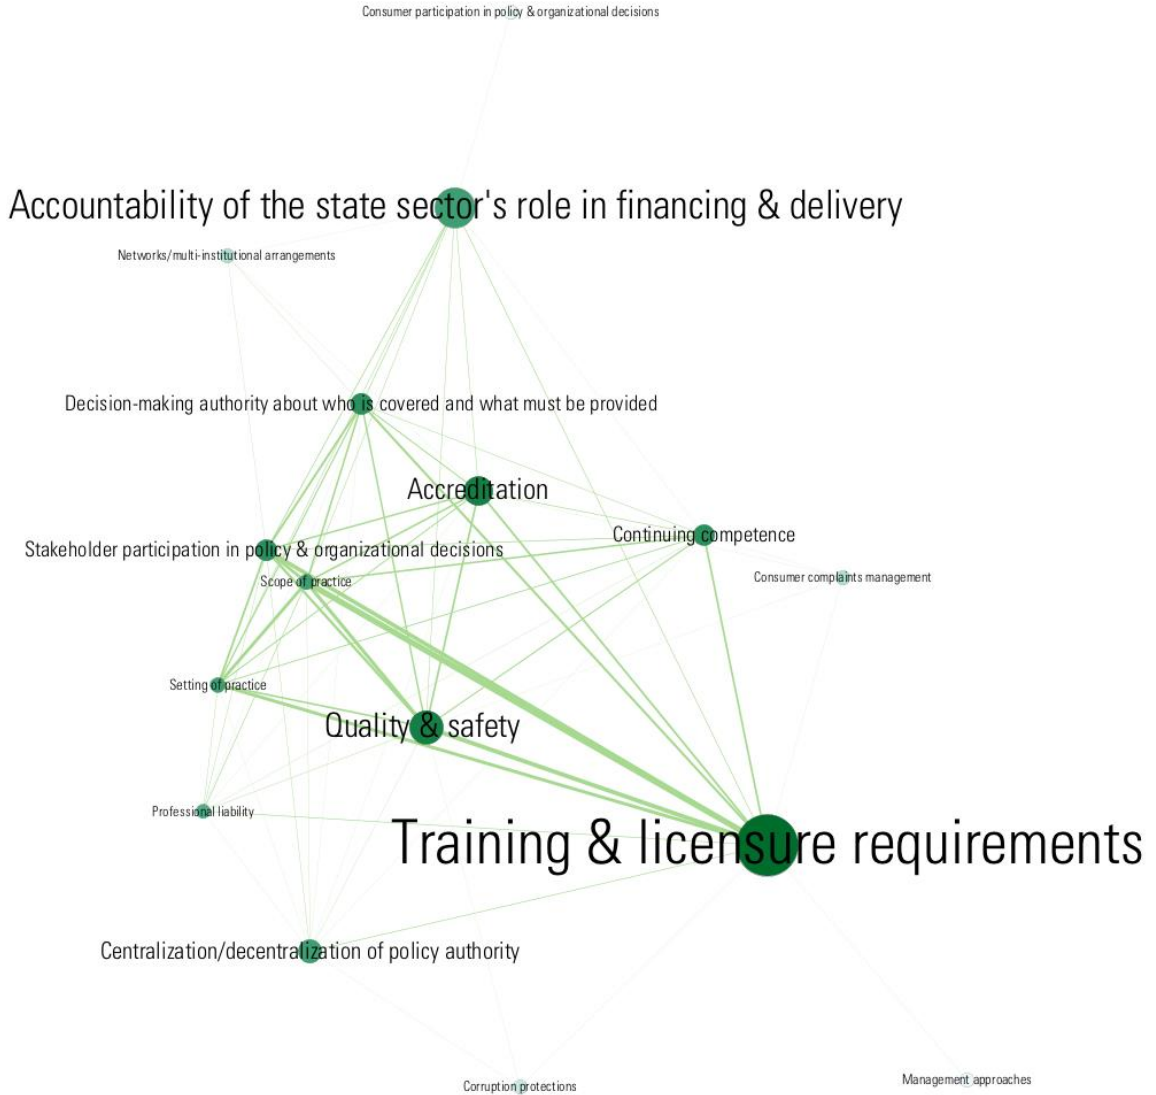 Consumer participation in policy & organizational decisions
Accountability of the state sector's role in financing & delivery
Networks/multi-institutional arrangements
Decision-making authority about who is covered and what must be provided
Accreditation
Continuing competence
Stakeholder participation in policy & organizational decisions
Consumer complaints management
Scope of practice
Setting of practice
Quality & safety
Professional liability
Training & licensure requirements
Centralization/decentralization of policy authority
Management approaches
Corruption protections